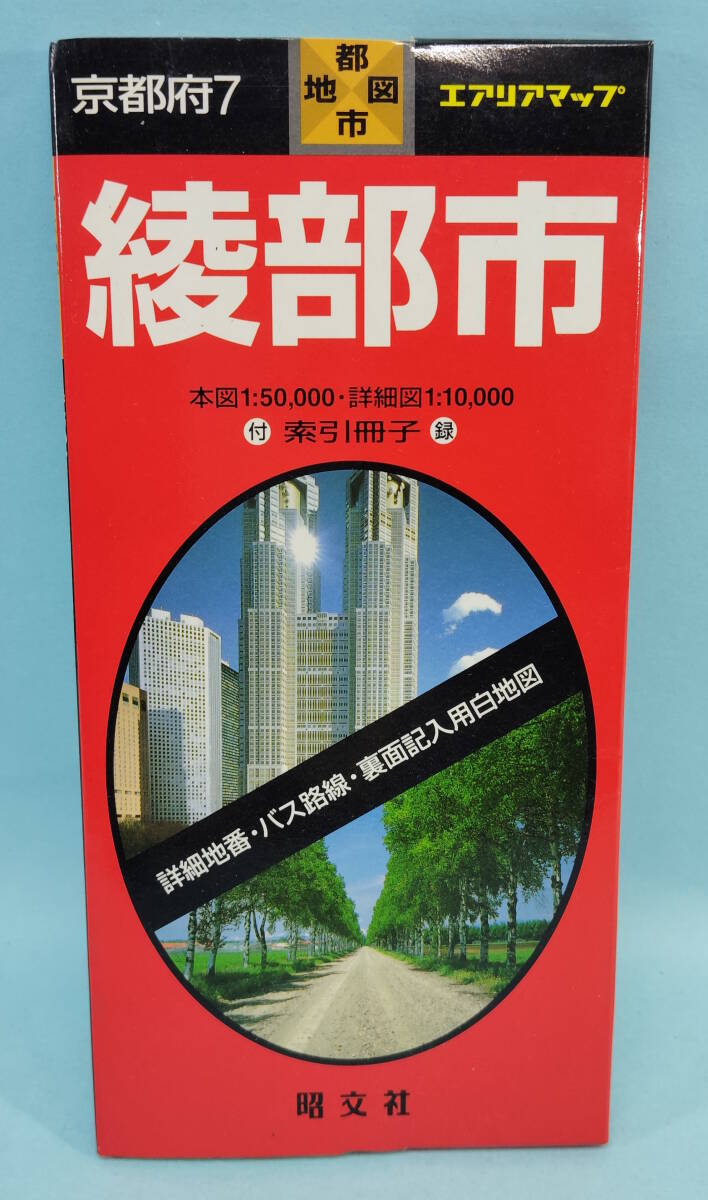 京都府7
都市地図
エアリアマップ
綾部市
本図1:50,000・詳細図1:10,000
付 索引冊子 録
詳細地番・バス路線・裏面記入用白地図
昭文社